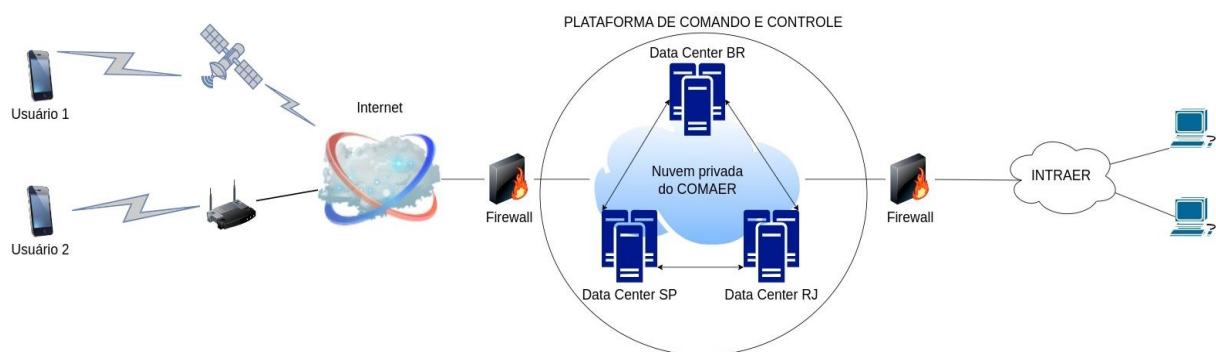 PLATAFORMA DE COMANDO E CONTROLE
Data Center BR
Usuário 1
Internet
Nuvem privada
do COMAER
INTRAER
Firewall
Firewall
Usuário 2
Data Center SP
Data Center RJ
?
?